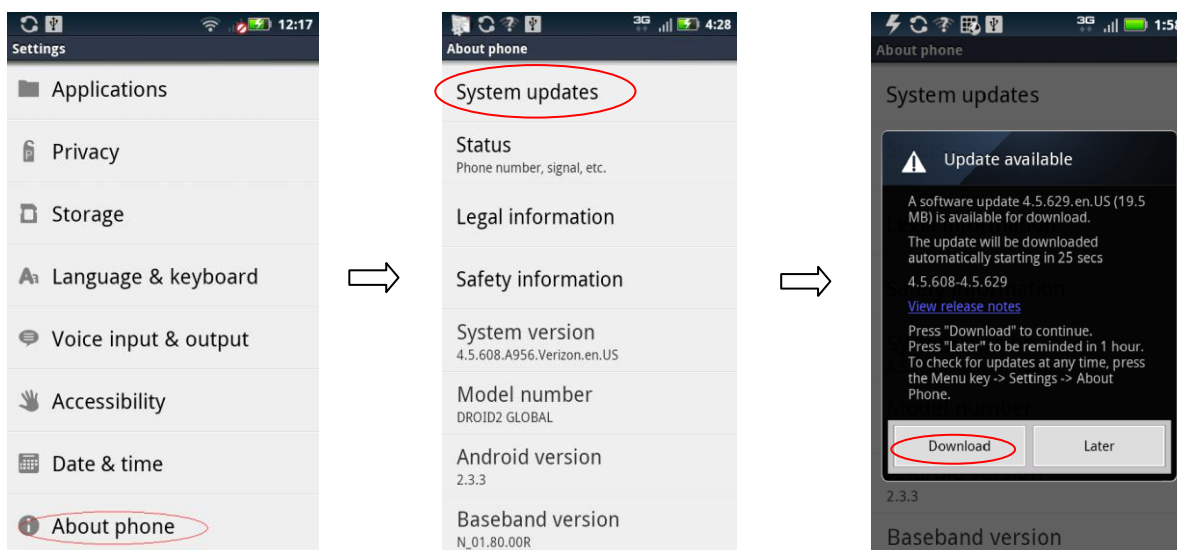 12:17
Settings
Applications
Privacy
Storage
Language & keyboard
Voice input & output
Accessibility
Date & time
About phone
3G 4:28
About phone
System updates
Status
Phone number, signal, etc.
Legal information
Safety information
System version
4.5.608.A956.Verizon.en.US
Model number
DROID2 GLOBAL
Android version
2.3.3
Baseband version
N_01.80.00R
3G 1:58
About phone
System updates
Update available
A software update 4.5.629.en.US (19.5
MB) is available for download.
The update will be downloaded
automatically starting in 25 secs
4.5.608-4.5.629
View release notes
Press "Download" to continue.
Press "Later" to be reminded in 1 hour.
To check for updates at any time, press
the Menu key -> Settings -> About
Phone.
Model number
Download Later
2.3.3
Baseband version